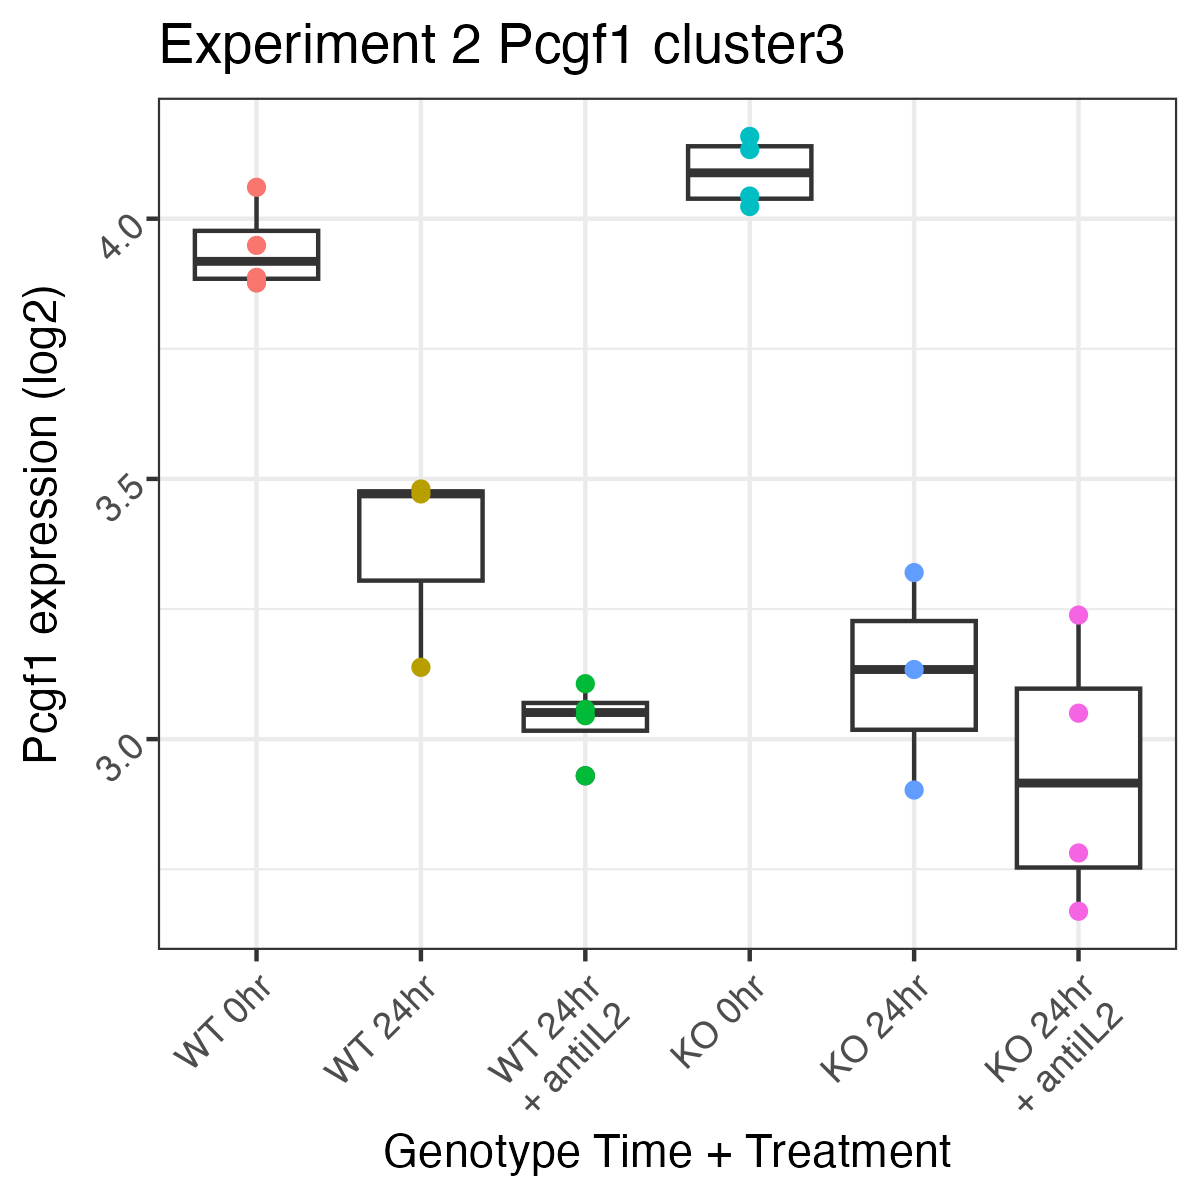 Experiment 2 Pcgf1 cluster3
Pcgf1 expression (log2)
4.0
3.5
3.0
WT 0hr
WT 24hr
WT 24hr
+ antiIL2
KO 0hr
KO 24hr
KO 24hr
+ antiIL2
Genotype Time + Treatment